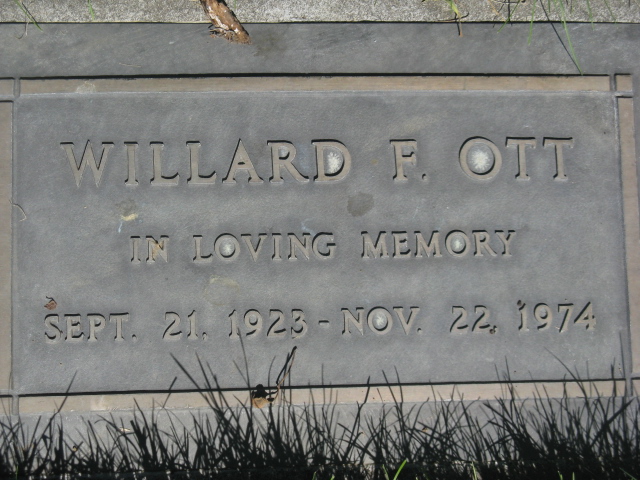 WILLARD F. OTT
IN LOVING MEMORY
SEPT. 21, 1923 - NOV. 22, 1974